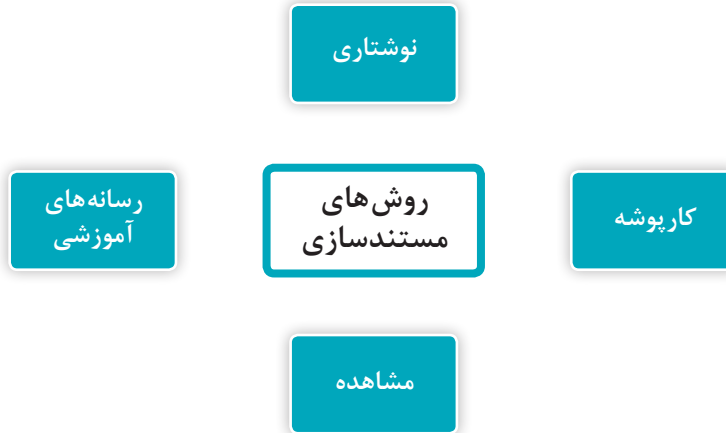 نوشتاری
کارپوشه
روش‌های
مستندسازی
رسانه‌های
آموزشی
مشاهده